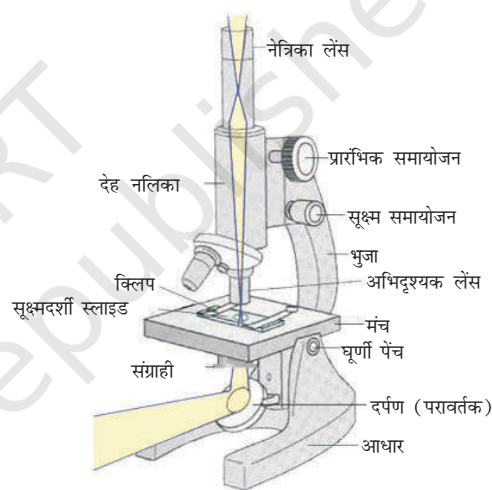 नेत्रिका लेंस
प्रारंभिक समायोजन
देह नलिका
सूक्ष्म समायोजन
भुजा
क्लिप
अभिदृश्यक लेंस
सूक्ष्मदर्शी स्लाइड
मंच
घूर्णी पेंच
संग्राही
दर्पण (परावर्तक)
आधार